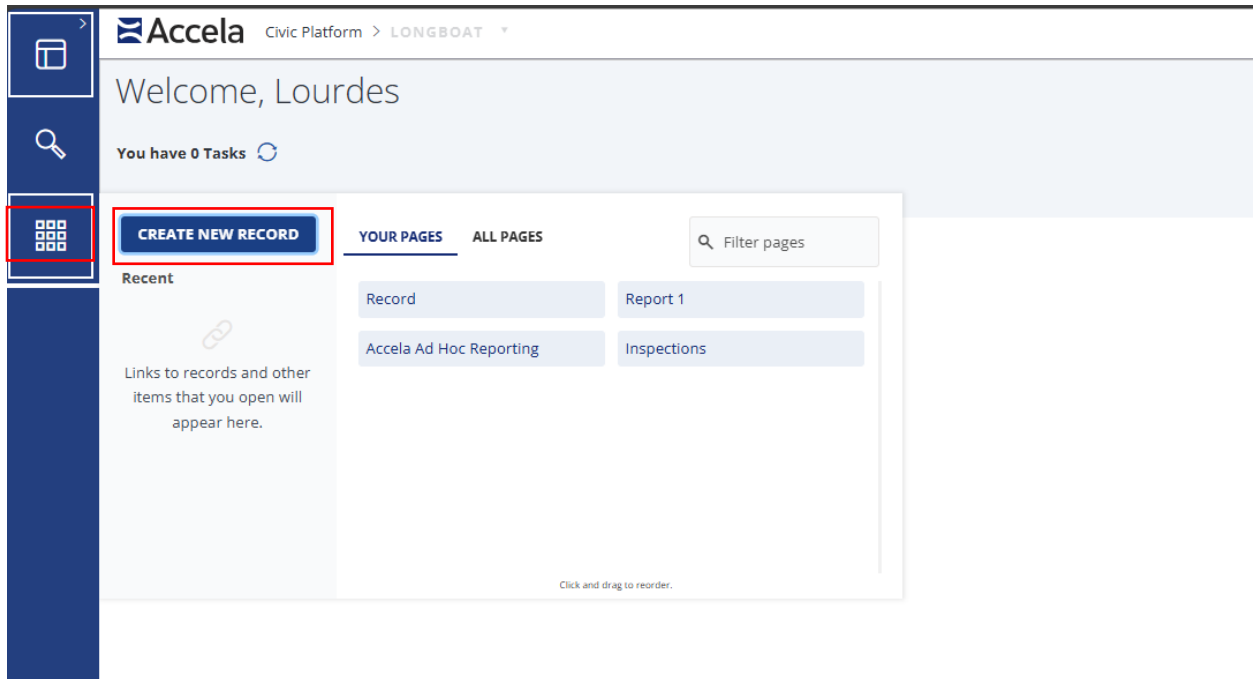 Accela Civic Platform > LONGBOAT
Welcome, Lourdes
You have 0 Tasks
CREATE NEW RECORD
Recent
Links to records and other
items that you open will
appear here.
YOUR PAGES ALL PAGES
Filter pages
Record Report 1
Accela Ad Hoc Reporting Inspections
Click and drag to reorder.